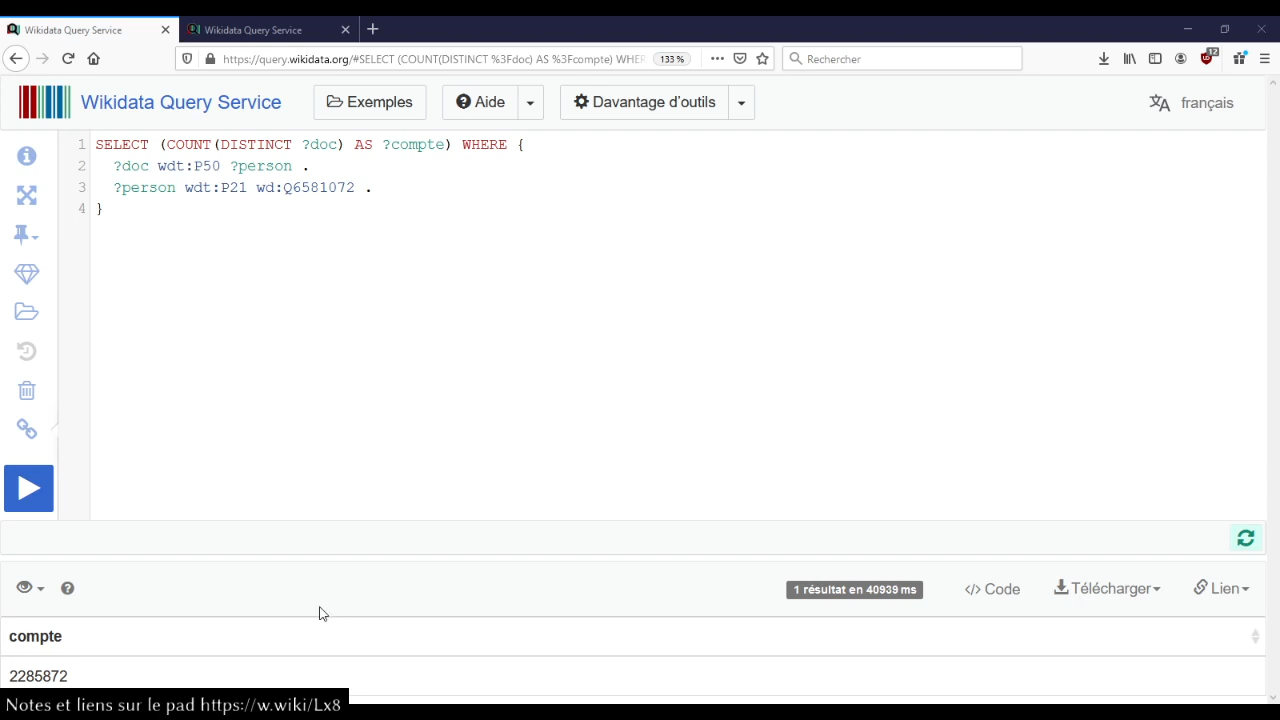 Wikidata Query Service
Wikidata Query Service
https://query.wikidata.org/#SELECT (COUNT(DISTINCT %3Fdoc) AS %3Fcompte) WHER
133 %
Rechercher
12
Wikidata Query Service
Exemples
Aide
Davantage d'outils
français
1 SELECT (COUNT(DISTINCT ?doc) AS ?compte) WHERE {
2 ?doc wdt:P50 ?person .
3 ?person wdt:P21 wd:Q6581072 .
4 }
1 résultat en 40939 ms
</> Code
Télécharger
Lien
compte
2285872
Notes et liens sur le pad https://w.wiki/Lx8